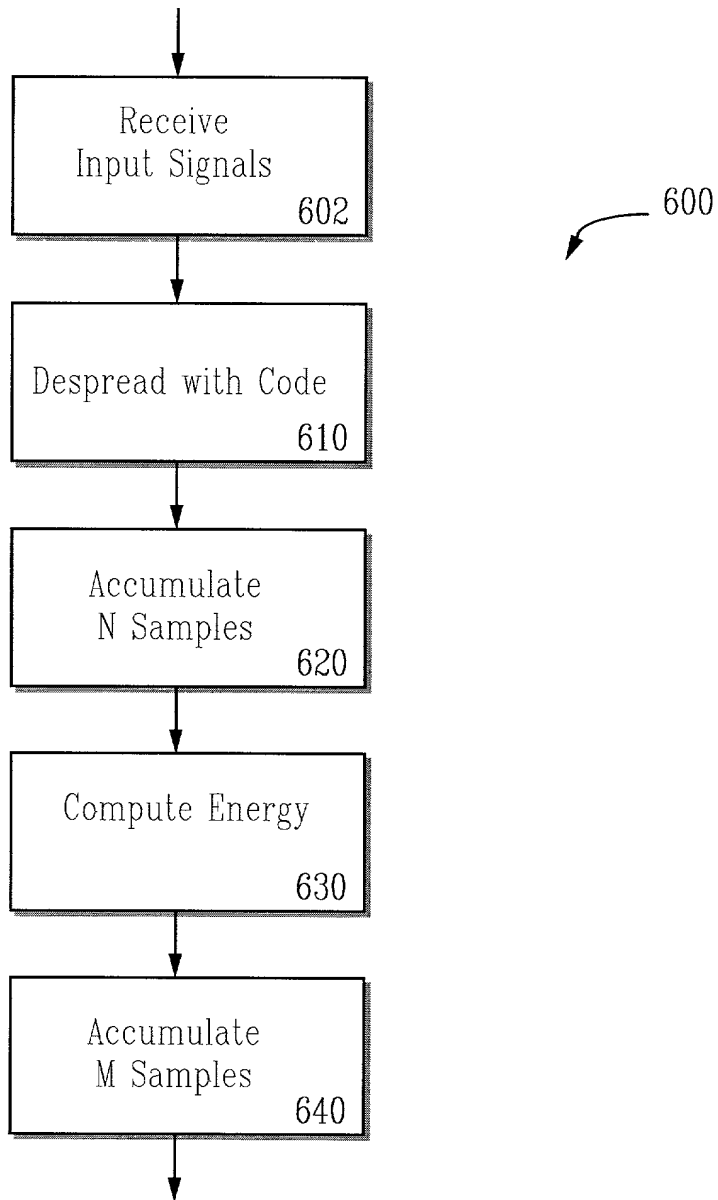 Receive
Input Signals
602
600
Despread with Code
610
Accumulate
N Samples
620
Compute Energy
630
Accumulate
M Samples
640